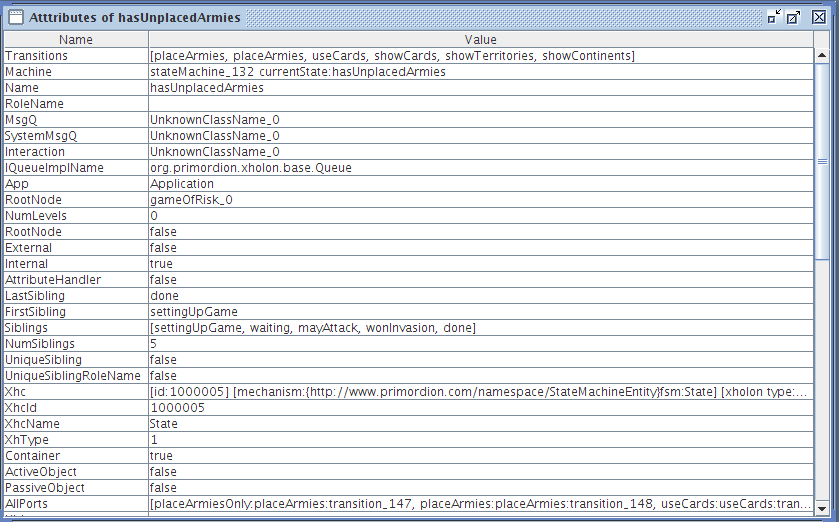 Atttributes of hasUnplacedArmies
Name Value
Transitions [placeArmies, placeArmies, useCards, showCards, showTerritories, showContinents]
Machine stateMachine_132 currentState:hasUnplacedArmies
Name hasUnplacedArmies
RoleName
MsgQ UnknownClassName_0
SystemMsgQ UnknownClassName_0
Interaction UnknownClassName_0
IQueueImplName org.primordion.xholon.base.Queue
App Application
RootNode gameOfRisk_0
NumLevels 0
RootNode false
External false
Internal true
AttributeHandler false
LastSibling done
FirstSibling settingUpGame
Siblings [settingUpGame, waiting, mayAttack, wonInvasion, done]
NumSiblings 5
UniqueSibling false
UniqueSiblingRoleName false
Xhc [id:1000005] [mechanism:{http://www.primordion.com/namespace/StateMachineEntity}fsm:State] [xholon type:...
XhcId 1000005
XhcName State
XhType 1
Container true
ActiveObject false
PassiveObject false
AllPorts [placeArmiesOnly:placeArmies:transition_147, placeArmies:placeArmies:transition_148, useCards:useCards:tran...